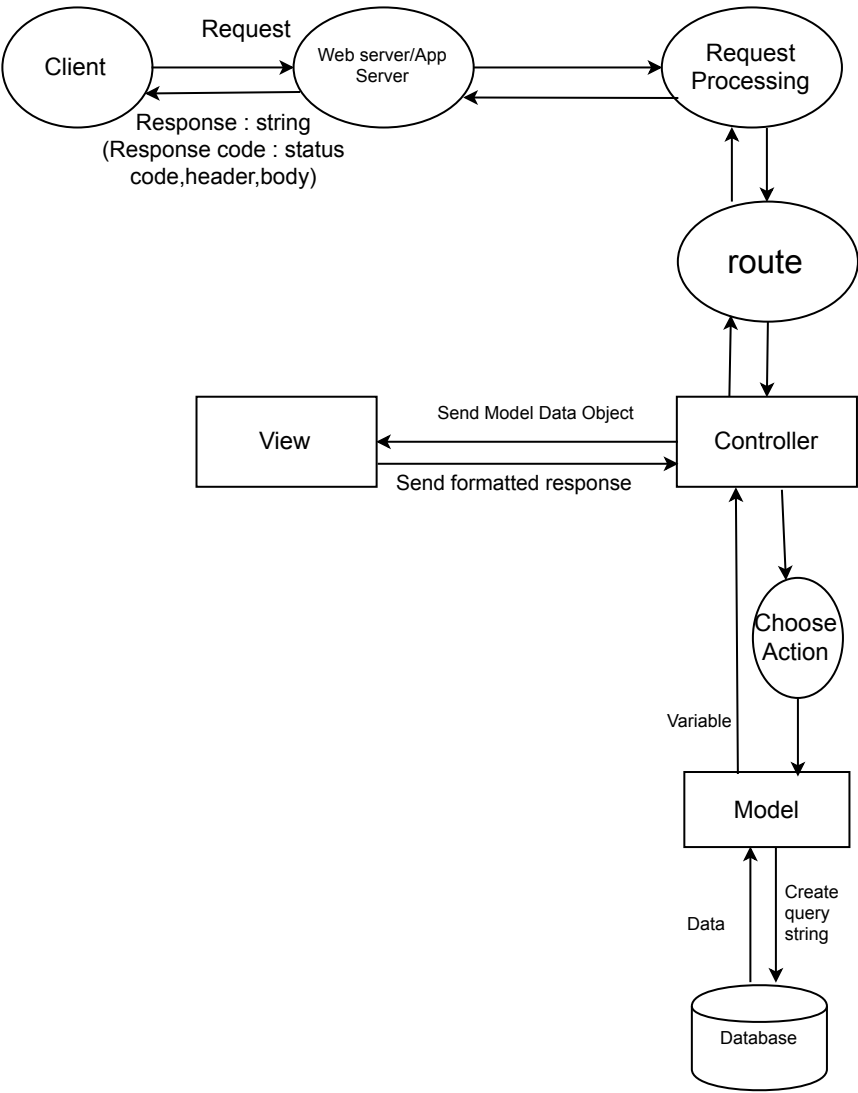 Request
Client
Web server/App
Server
Request
Processing
Response : string
(Response code : status
code,header,body)
route
Send Model Data Object
View
Controller
Send formatted response
Choose
Action
Variable
Model
Create
query
string
Data
Database